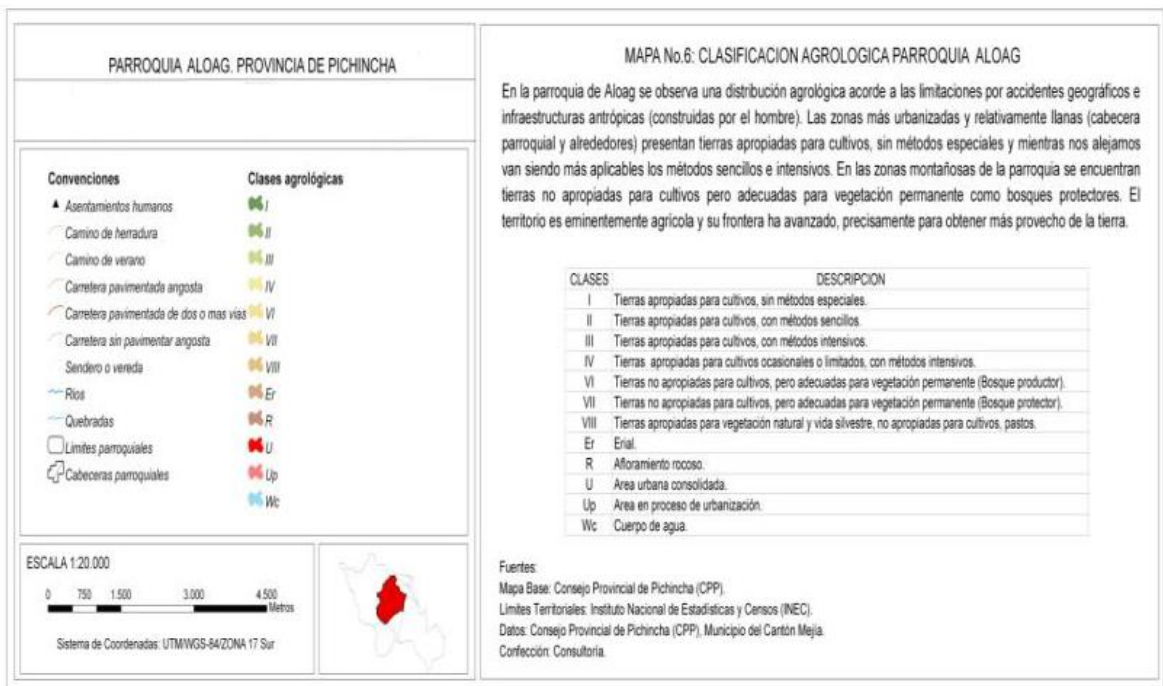 PARROQUIA ALOAG. PROVINCIA DE PICHINCHA
Convenciones
Asentamientos humanos
Camino de herradura
Camino de verano
Carretera pavimentada angosta
Carretera pavimentada de dos o mas vias
Carretera sin pavimentar angosta
Sendero o vereda
Rios
Quebradas
Limites parroquiales
Cabeceras parroquiales
Clases agrológicas
I
II
III
IV
VI
VII
VIII
Er
R
U
Up
Wc
ESCALA 1:20.000
0 750 1.500 3.000 4.500
Metros
Sistema de Coordenadas: UTM/WGS-84/ZONA 17 Sur
MAPA No.6: CLASIFICACION AGROLOGICA PARROQUIA ALOAG
En la parroquia de Aloag se observa una distribución agrológica acorde a las limitaciones por accidentes geográficos e
infraestructuras antrópicas (construidas por el hombre). Las zonas más urbanizadas y relativamente llanas (cabecera
parroquial y alrededores) presentan tierras apropiadas para cultivos, sin métodos especiales y mientras nos alejamos
van siendo más aplicables los métodos sencillos e intensivos. En las zonas montañosas de la parroquia se encuentran
tierras no apropiadas para cultivos pero adecuadas para vegetación permanente como bosques protectores. El
territorio es eminentemente agrícola y su frontera ha avanzado, precisamente para obtener más provecho de la tierra.
CLASES DESCRIPCION
I Tierras apropiadas para cultivos, sin métodos especiales.
II Tierras apropiadas para cultivos, con métodos sencillos.
III Tierras apropiadas para cultivos, con métodos intensivos.
IV Tierras apropiadas para cultivos ocasionales o limitados, con métodos intensivos.
VI Tierras no apropiadas para cultivos, pero adecuadas para vegetación permanente (Bosque productor).
VII Tierras no apropiadas para cultivos, pero adecuadas para vegetación permanente (Bosque protector).
VIII Tierras apropiadas para vegetación natural y vida silvestre, no apropiadas para cultivos, pastos.
Er Erial.
R Afloramiento rocoso.
U Area urbana consolidada.
Up Area en proceso de urbanización.
Wc Cuerpo de agua.
Fuentes:
Mapa Base: Consejo Provincial de Pichincha (CPP).
Limites Territoriales: Instituto Nacional de Estadísticas y Censos (INEC).
Datos: Consejo Provincial de Pichincha (CPP), Municipio del Cantón Mejía.
Confección: Consultoría.